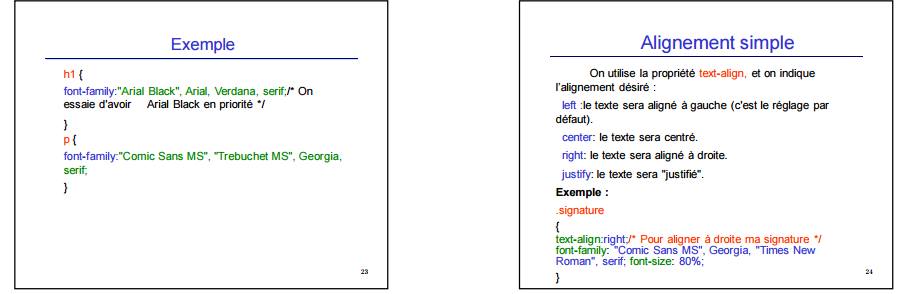 Exemple
h1 {
font-family:"Arial Black", Arial, Verdana, serif;/* On
essaie d'avoir Arial Black en priorité */
}
p {
font-family:"Comic Sans MS", "Trebuchet MS", Georgia,
serif;
}
23
Alignement simple
On utilise la propriété text-align, et on indique
l'alignement désiré :
left :le texte sera aligné à gauche (c'est le réglage par
défaut).
center: le texte sera centré.
right: le texte sera aligné à droite.
justify: le texte sera "justifié".
Exemple :
.signature
{
text-align:right;/* Pour aligner à droite ma signature */
font-family: "Comic Sans MS", Georgia, "Times New
Roman", serif; font-size: 80%;
}
24